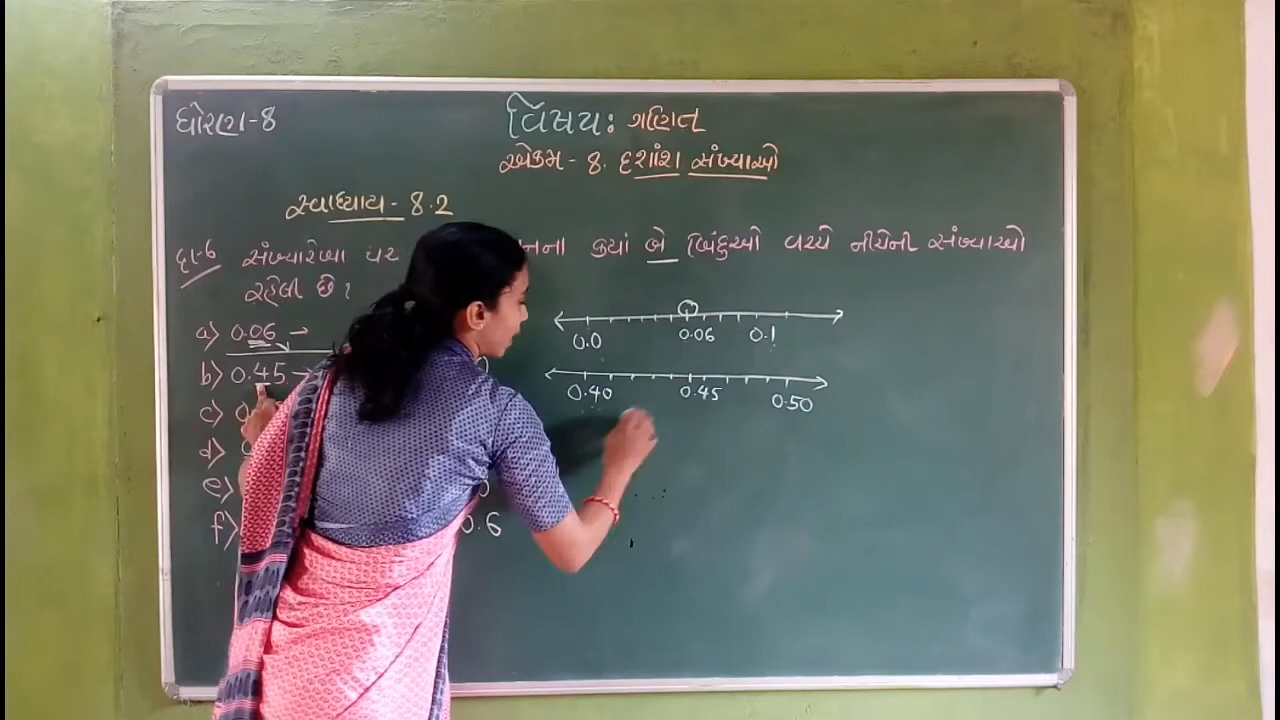 ધોરણ-8
વિષય: ગણિત
એકમ - 8. દશાંશ સંખ્યાઓ
સ્વાધ્યાય - 8.2
દા-6 સંખ્યારેખા પર નના કયાં બે બિંદુઓ વચ્ચે નીચેની સંખ્યાઓ
રહેલી છે?
a) 0.06 →
b) 0.45 →
c)
d)
e)
f) 0.6
0.0 0.06 0.1
0.40 0.45 0.50